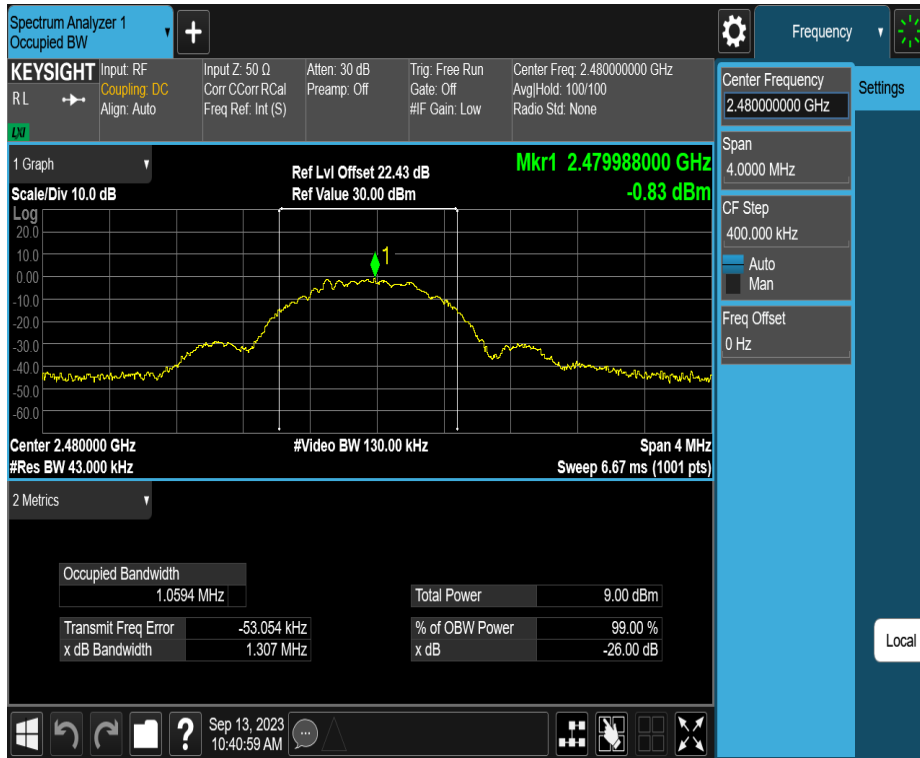 Spectrum Analyzer 1
Occupied BW
+
Frequency
KEYSIGHT
R L
LXI
Input: RF
Coupling: DC
Align: Auto
Input Z: 50 Ω
Corr CCorr RCal
Freq Ref: Int (S)
Atten: 30 dB
Preamp: Off
Trig: Free Run
Gate: Off
#IF Gain: Low
Center Freq: 2.480000000 GHz
Avg|Hold: 100/100
Radio Std: None
Center Frequency
2.480000000 GHz
Settings
Span
4.0000 MHz
CF Step
400.000 kHz
Auto
Man
Freq Offset
0 Hz
1 Graph
Scale/Div 10.0 dB
Ref Lvl Offset 22.43 dB
Ref Value 30.00 dBm
Mkr1 2.479988000 GHz
-0.83 dBm
Log
20.0
10.0
0.00
-10.0
-20.0
-30.0
-40.0
-50.0
-60.0
1
Center 2.480000 GHz
#Video BW 130.00 kHz
Span 4 MHz
#Res BW 43.000 kHz
Sweep 6.67 ms (1001 pts)
2 Metrics
Occupied Bandwidth
1.0594 MHz
Total Power 9.00 dBm
Transmit Freq Error -53.054 kHz
% of OBW Power 99.00 %
x dB Bandwidth 1.307 MHz
x dB -26.00 dB
Local
?
Sep 13, 2023
10:40:59 AM